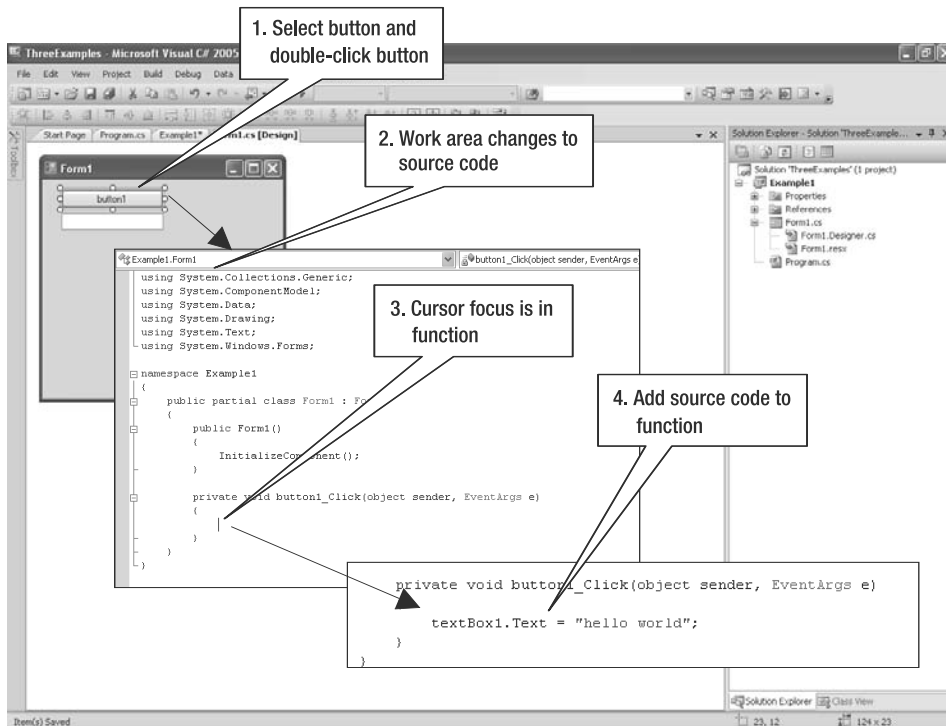 1. Select button and
double-click button
ThreeExamples - Microsoft Visual C# 2005
File Edit View Project Build Debug Data
Start Page Program.cs Example1* [Design]
Toolbox
2. Work area changes to
source code
Form1
button1
Example1.Form1
button1_Click(object sender, EventArgs e
using System.Collections.Generic;
using System.ComponentModel;
using System.Data;
using System.Drawing;
using System.Text;
using System.Windows.Forms;
3. Cursor focus is in
function
namespace Example1
{
public partial class Form1 :
{
public Form1()
{
}
private void button1_Click(object sender, EventArgs e)
{
}
}
}
4. Add source code to
function
private void button1_Click(object sender, EventArgs e)
textBox1.Text = "hello world";
}
}
Solution Explorer - Solution 'ThreeExample...
Solution 'ThreeExamples' (1 project)
Example1
Properties
References
Form1.cs
Form1.Designer.cs
Form1.resx
Program.cs
Solution Explorer Class View
Item(s) Saved
23, 12
124 x 23